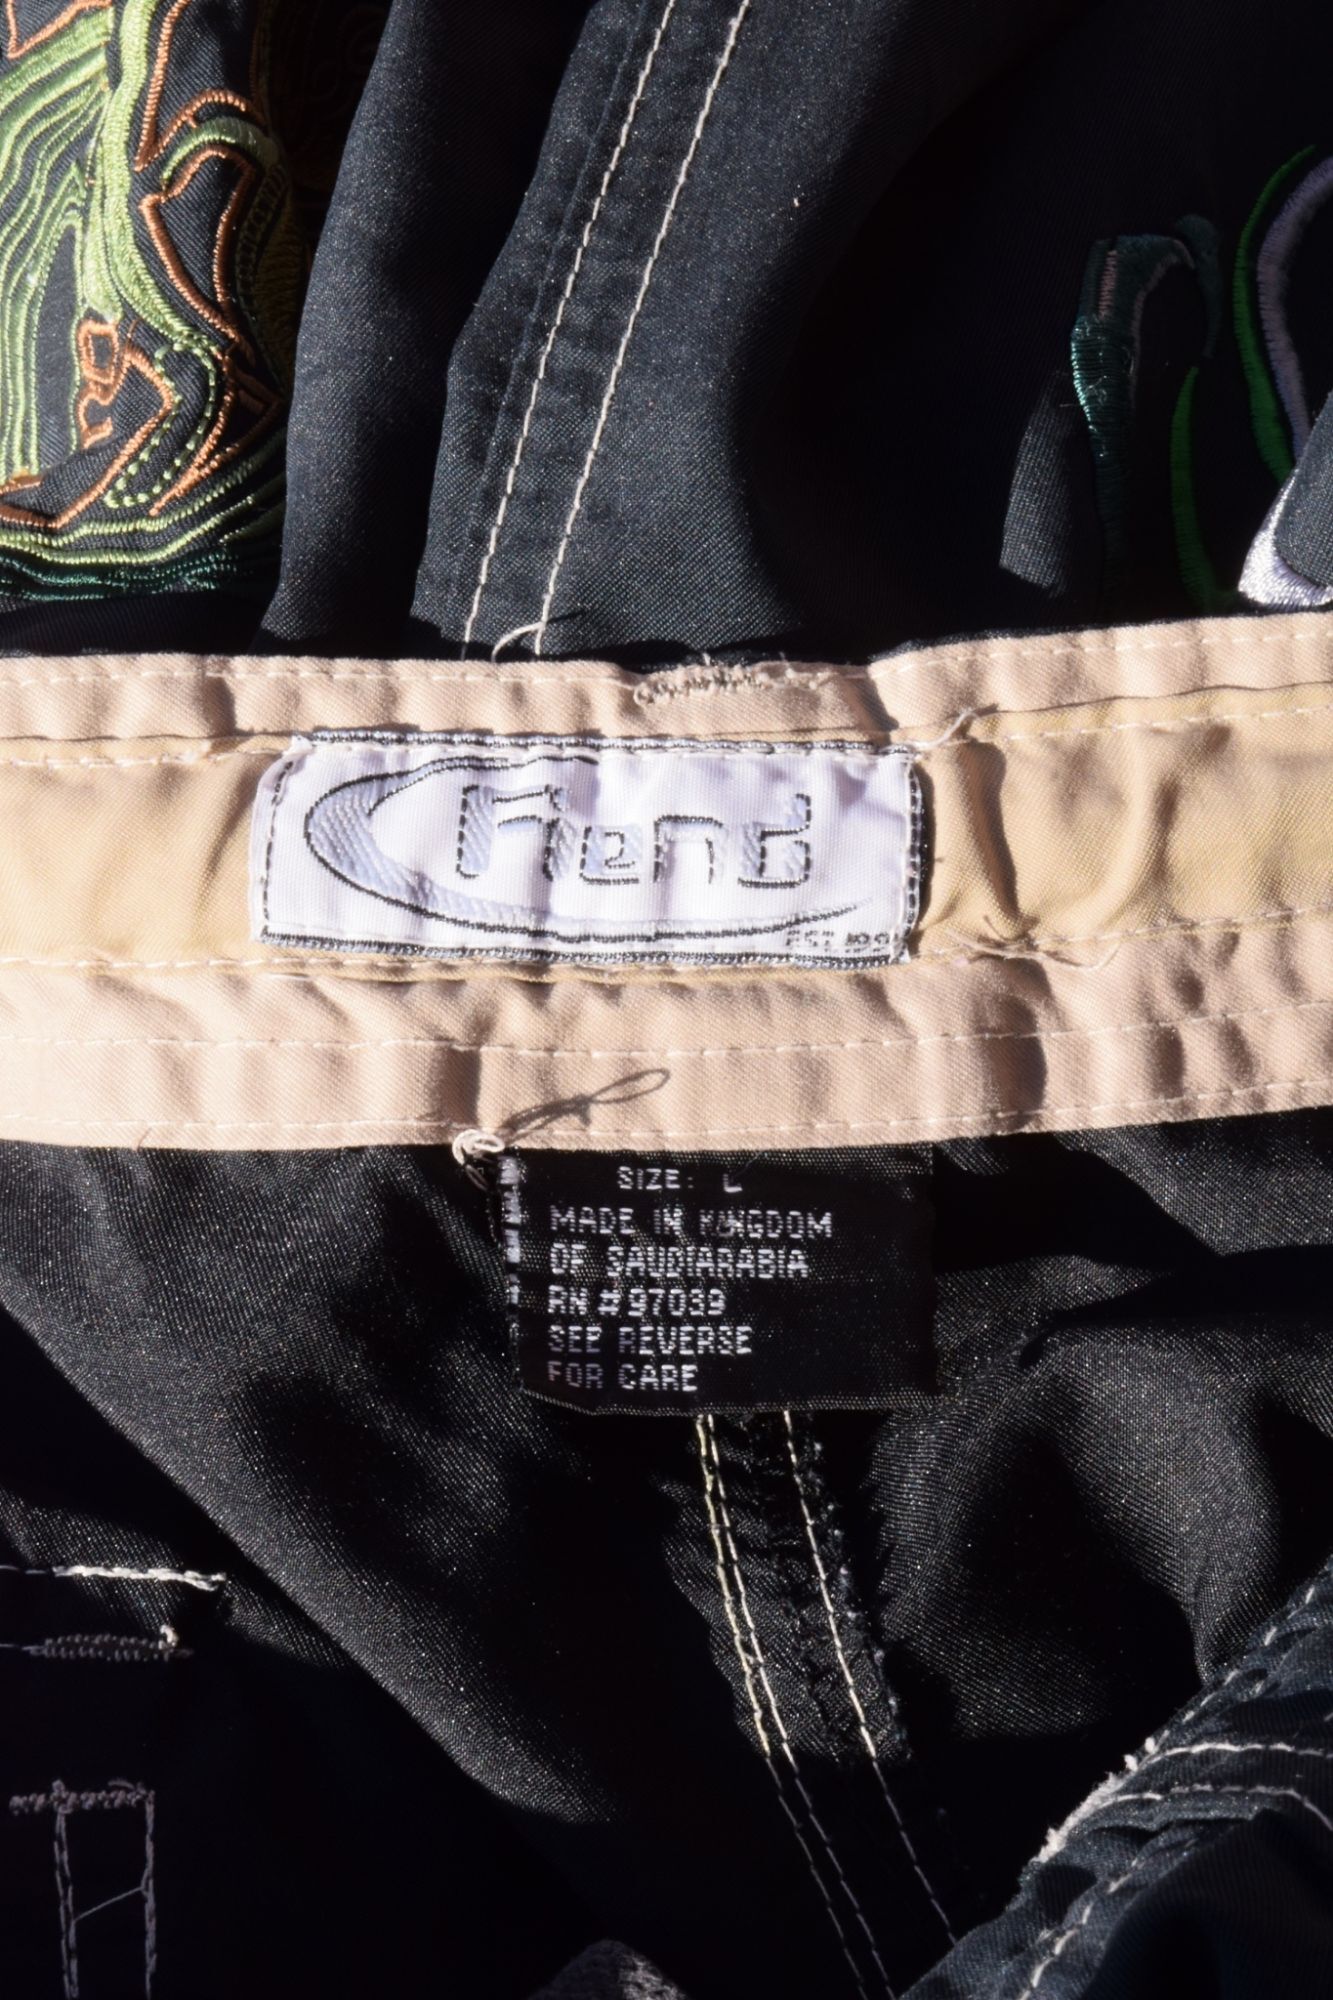 Fiend
SIZE: L
MADE IN KINGDOM
OF SAUDIARABIA
RN # 97039
SEE REVERSE
FOR CARE